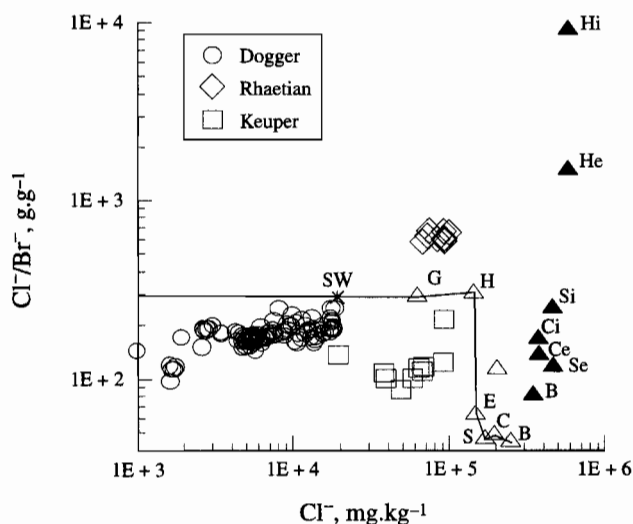 1E + 4
Hi
Dogger
Rhaetian
Keuper
Cl⁻/Br⁻, g.g⁻¹
He
1E + 3
SW
G
H
Si
Ci
Ce
Se
1E + 2
E
B
S
C
B
1E + 3
1E + 4
1E + 5
1E + 6
Cl⁻, mg.kg⁻¹